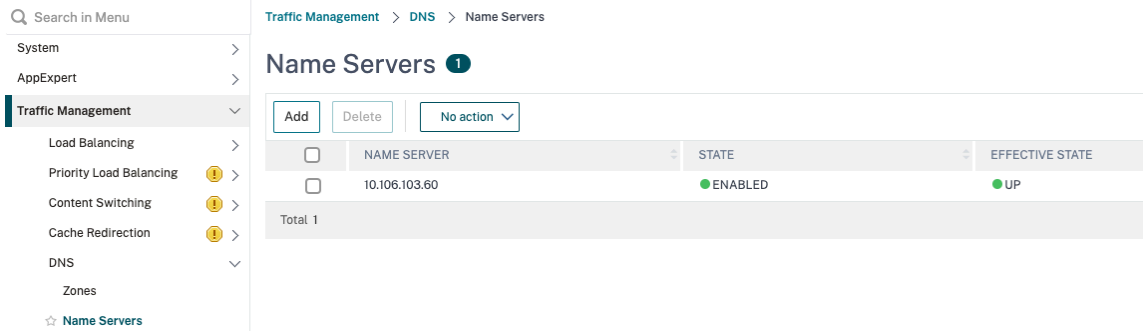 Search in Menu
System
AppExpert
Traffic Management
Load Balancing
Priority Load Balancing
Content Switching
Cache Redirection
DNS
Zones
Name Servers
Traffic Management > DNS > Name Servers
Name Servers 1
Add Delete No action
NAME SERVER STATE EFFECTIVE STATE
10.106.103.60 ENABLED UP
Total 1